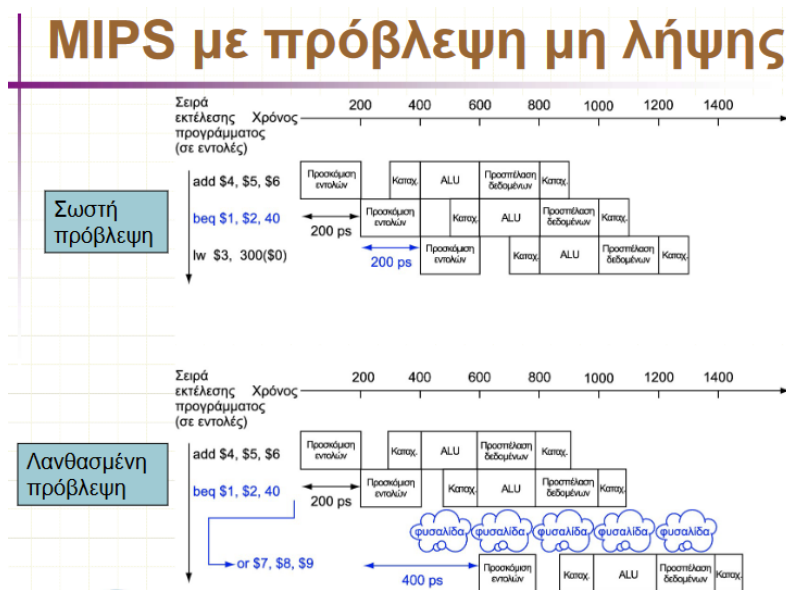 MIPS με πρόβλεψη μη λήψης
Σειρά
εκτέλεσης Χρόνος
προγράμματος
(σε εντολές)
200 400 600 800 1000 1200 1400
Σωστή
πρόβλεψη
add $4, $5, $6
Προσκόμιση
εντολών
Καταχ.
ALU
Προσπέλαση
δεδομένων
Καταχ.
beq $1, $2, 40
200 ps
Προσκόμιση
εντολών
Καταχ.
ALU
Προσπέλαση
δεδομένων
Καταχ.
lw $3, 300($0)
200 ps
Προσκόμιση
εντολών
Καταχ.
ALU
Προσπέλαση
δεδομένων
Καταχ.
Σειρά
εκτέλεσης Χρόνος
προγράμματος
(σε εντολές)
200 400 600 800 1000 1200 1400
Λανθασμένη
πρόβλεψη
add $4, $5, $6
Προσκόμιση
εντολών
Καταχ.
ALU
Προσπέλαση
δεδομένων
Καταχ.
beq $1, $2, 40
200 ps
Προσκόμιση
εντολών
Καταχ.
ALU
Προσπέλαση
δεδομένων
Καταχ.
φυσαλίδα φυσαλίδα φυσαλίδα φυσαλίδα φυσαλίδα
or $7, $8, $9
400 ps
Προσκόμιση
εντολών
Καταχ.
ALU
Προσπέλαση
δεδομένων
Καταχ.